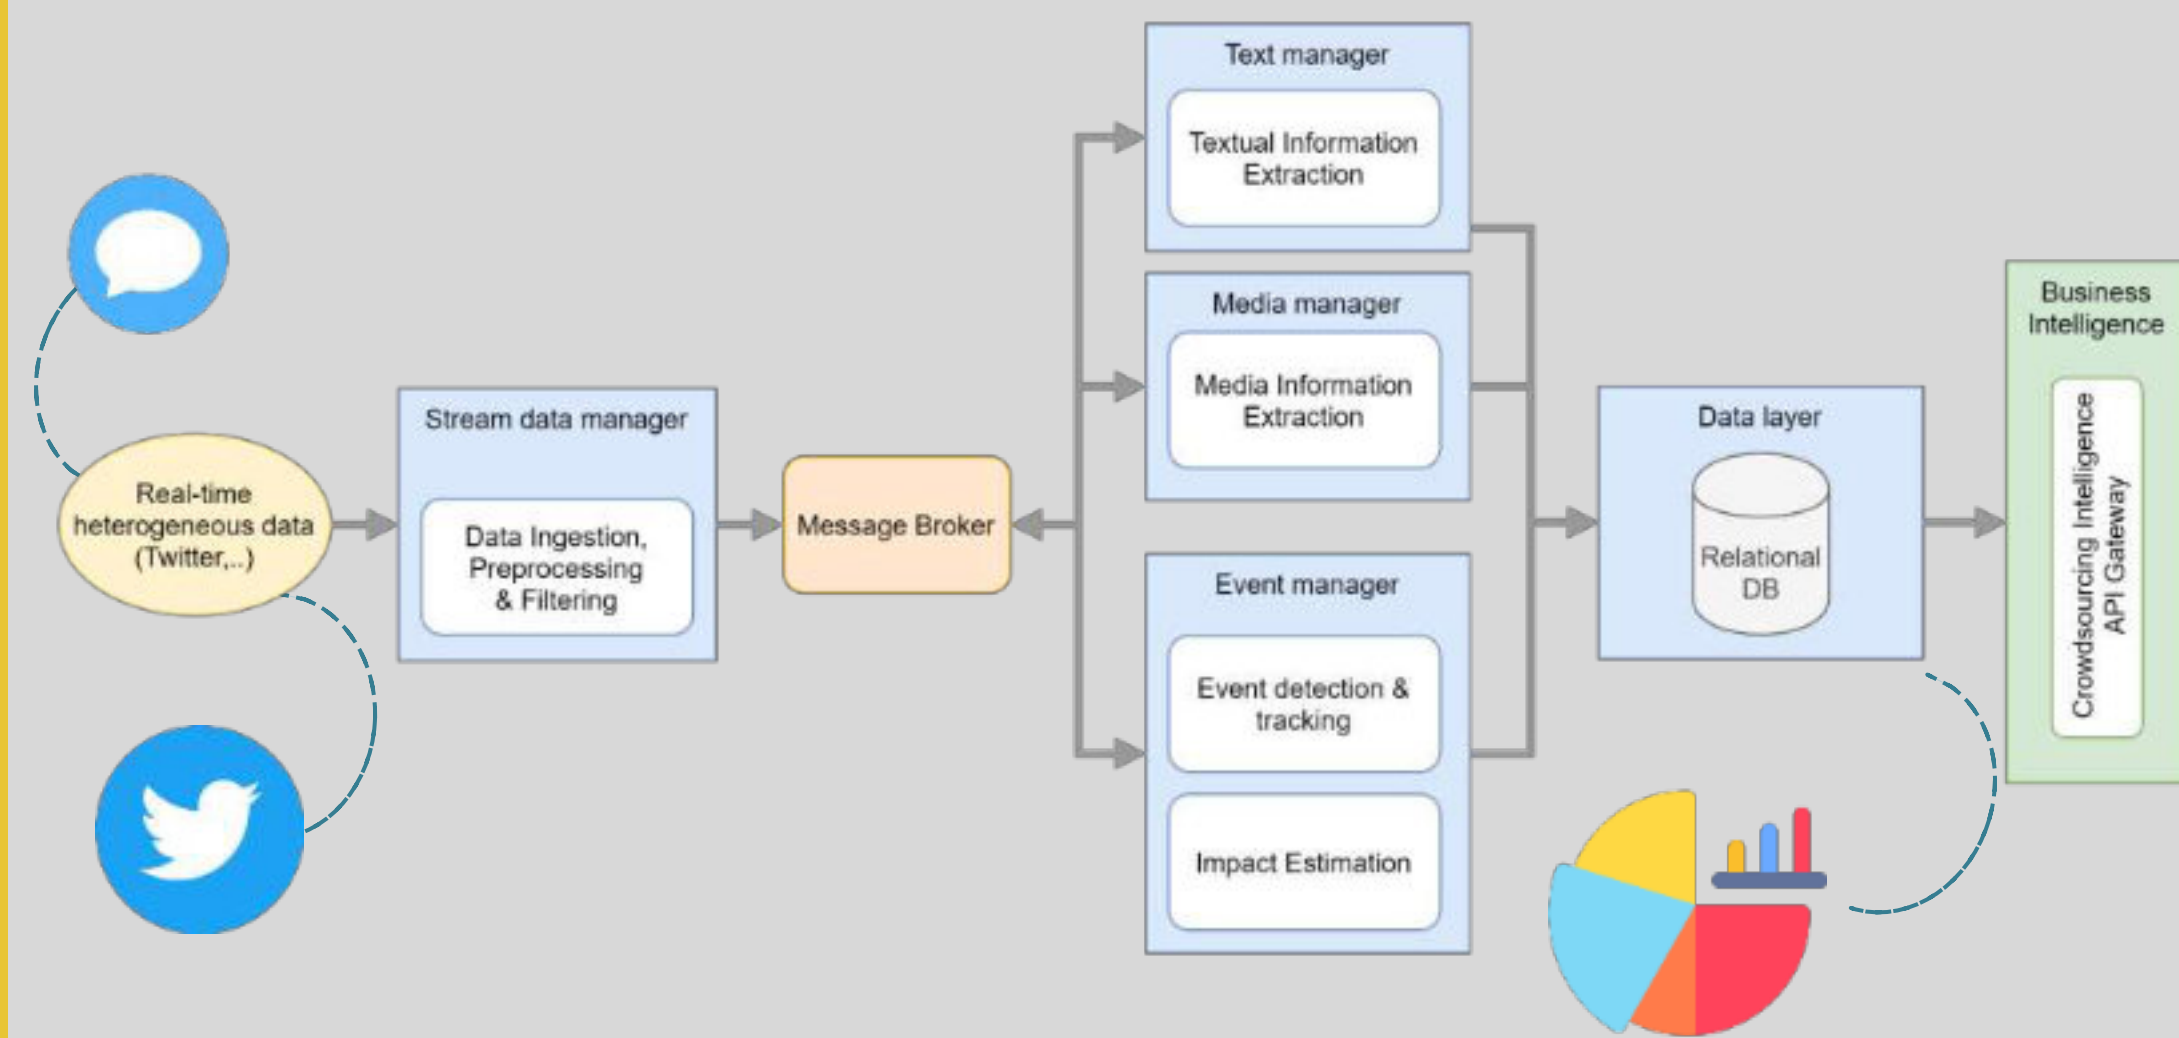 Text manager
Textual Information
Extraction
Media manager
Media Information
Extraction
Real-time
heterogeneous data
(Twitter,..)
Stream data manager
Data Ingestion,
Preprocessing
& Filtering
Message Broker
Event manager
Event detection &
tracking
Impact Estimation
Data layer
Relational
DB
Business
Intelligence
Crowdsourcing Intelligence
API Gateway